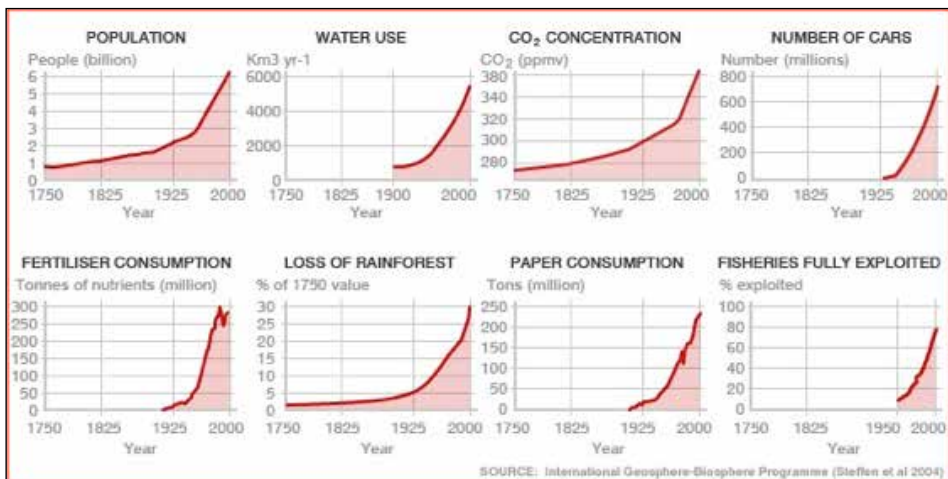 POPULATION
People (billion)
6
5
4
3
2
1
0
1750 1825 1925 2000
Year
WATER USE
Km3 yr-1
6000
4000
2000
0
1750 1825 1900 2000
Year
CO₂ CONCENTRATION
CO₂ (ppmv)
380
340
300
280
1750 1825 1925 2000
Year
NUMBER OF CARS
Number (millions)
800
600
400
200
0
1750 1825 1925 2000
Year
FERTILISER CONSUMPTION
Tonnes of nutrients (million)
300
250
200
150
100
50
0
1750 1825 1925 2000
Year
LOSS OF RAINFOREST
% of 1750 value
30
25
20
15
10
5
0
1750 1825 1925 2000
Year
PAPER CONSUMPTION
Tons (million)
250
200
150
100
50
0
1750 1825 1925 2000
Year
FISHERIES FULLY EXPLOITED
% exploited
100
80
60
40
20
0
1750 1825 1950 2000
Year
SOURCE: International Geosphere-Biosphere Programme (Steffen et al 2004)